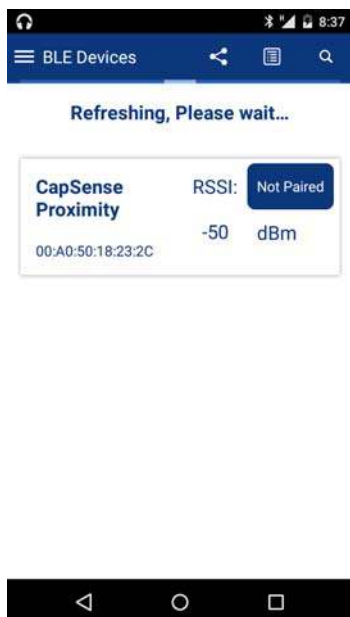 8:37
BLE Devices
Refreshing, Please wait...
CapSense
Proximity
00:A0:50:18:23:2C
RSSI:
Not Paired
-50 dBm